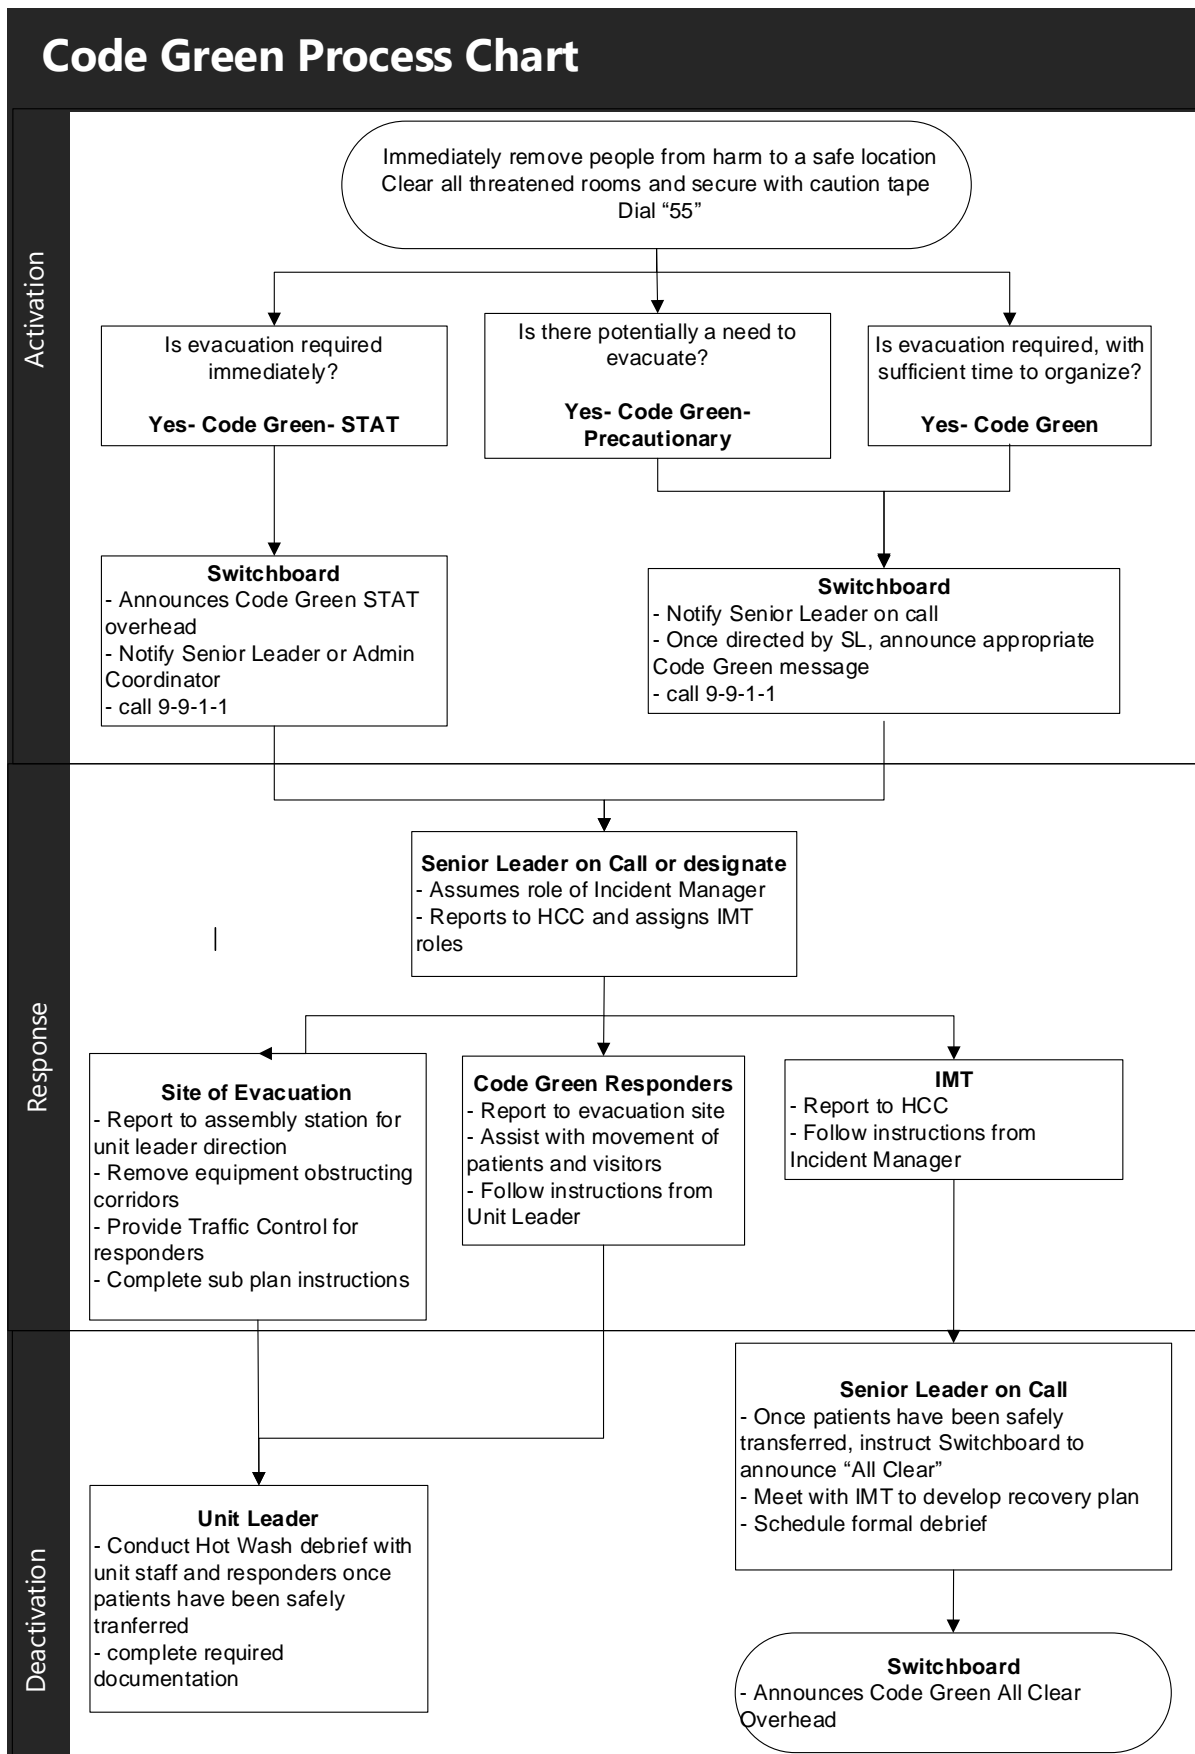 Code Green Process Chart
Activation
Immediately remove people from harm to a safe location
Clear all threatened rooms and secure with caution tape
Dial “55”
Is evacuation required
immediately?
Yes- Code Green- STAT
Is there potentially a need to
evacuate?
Yes- Code Green-
Precautionary
Is evacuation required, with
sufficient time to organize?
Yes- Code Green
Switchboard
- Announces Code Green STAT
overhead
- Notify Senior Leader or Admin
Coordinator
- call 9-9-1-1
Switchboard
- Notify Senior Leader on call
- Once directed by SL, announce appropriate
Code Green message
- call 9-9-1-1
Response
Senior Leader on Call or designate
- Assumes role of Incident Manager
- Reports to HCC and assigns IMT
roles
Site of Evacuation
- Report to assembly station for
unit leader direction
- Remove equipment obstructing
corridors
- Provide Traffic Control for
responders
- Complete sub plan instructions
Code Green Responders
- Report to evacuation site
- Assist with movement of
patients and visitors
- Follow instructions from
Unit Leader
IMT
- Report to HCC
- Follow instructions from
Incident Manager
Deactivation
Unit Leader
- Conduct Hot Wash debrief with
unit staff and responders once
patients have been safely
tranferred
- complete required
documentation
Senior Leader on Call
- Once patients have been safely
transferred, instruct Switchboard to
announce “All Clear”
- Meet with IMT to develop recovery plan
- Schedule formal debrief
Switchboard
- Announces Code Green All Clear
Overhead